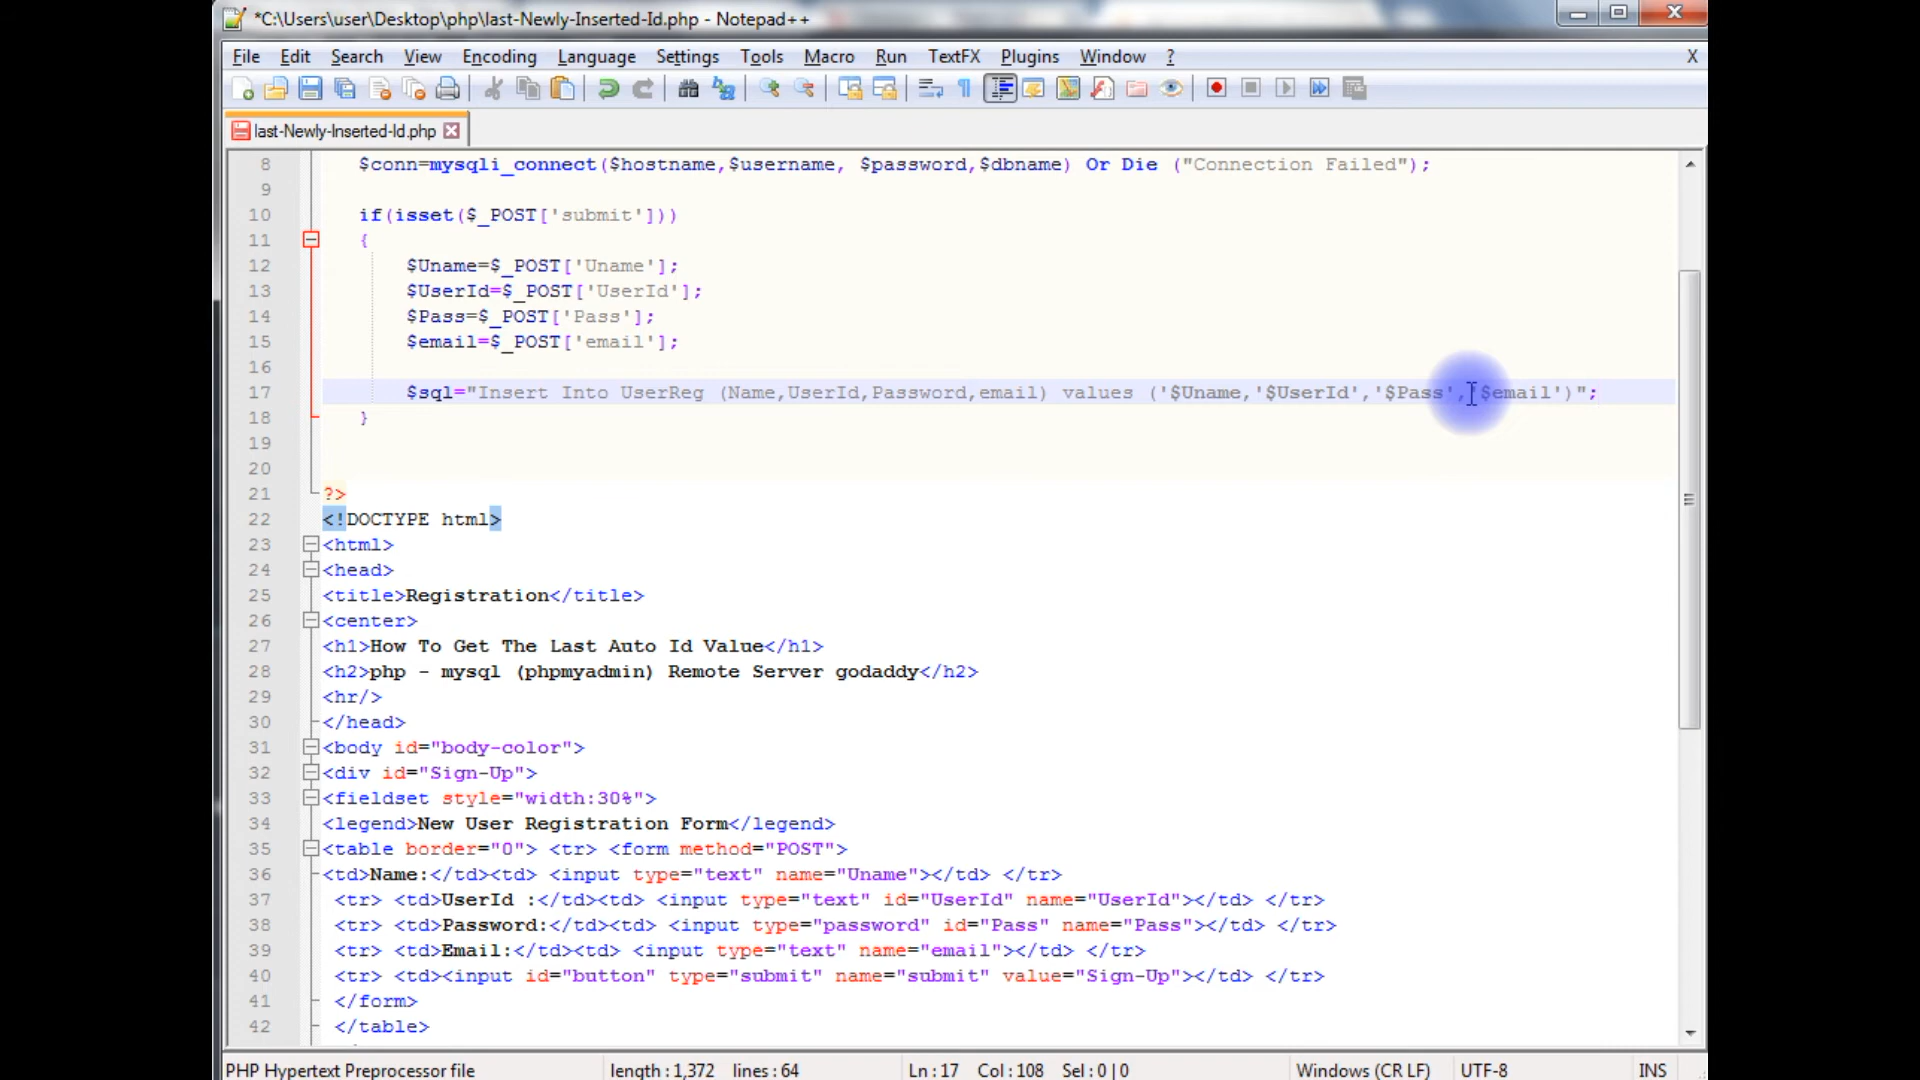 *C:\Users\user\Desktop\php\last-Newly-Inserted-Id.php - Notepad++
File Edit Search View Encoding Language Settings Tools Macro Run TextFX Plugins Window ? X
last-Newly-Inserted-Id.php
8 $conn=mysqli_connect($hostname,$username, $password,$dbname) Or Die ("Connection Failed");
9
10 if(isset($_POST['submit']))
11 {
12 $Uname=$_POST['Uname'];
13 $UserId=$_POST['UserId'];
14 $Pass=$_POST['Pass'];
15 $email=$_POST['email'];
16
17 $sql="Insert Into UserReg (Name,UserId,Password,email) values ('$Uname,'$UserId','$Pass','$email')";
18 }
19
20
21 ?>
22 <!DOCTYPE html>
23 <html>
24 <head>
25 <title>Registration</title>
26 <center>
27 <h1>How To Get The Last Auto Id Value</h1>
28 <h2>php - mysql (phpmyadmin) Remote Server godaddy</h2>
29 <hr/>
30 </head>
31 <body id="body-color">
32 <div id="Sign-Up">
33 <fieldset style="width:30%">
34 <legend>New User Registration Form</legend>
35 <table border="0"> <tr> <form method="POST">
36 <td>Name:</td><td> <input type="text" name="Uname"></td> </tr>
37 <tr> <td>UserId :</td><td> <input type="text" id="UserId" name="UserId"></td> </tr>
38 <tr> <td>Password:</td><td> <input type="password" id="Pass" name="Pass"></td> </tr>
39 <tr> <td>Email:</td><td> <input type="text" name="email"></td> </tr>
40 <tr> <td><input id="button" type="submit" name="submit" value="Sign-Up"></td> </tr>
41 </form>
42 </table>
PHP Hypertext Preprocessor file length : 1,372 lines : 64 Ln : 17 Col : 108 Sel : 0 | 0 Windows (CR LF) UTF-8 INS